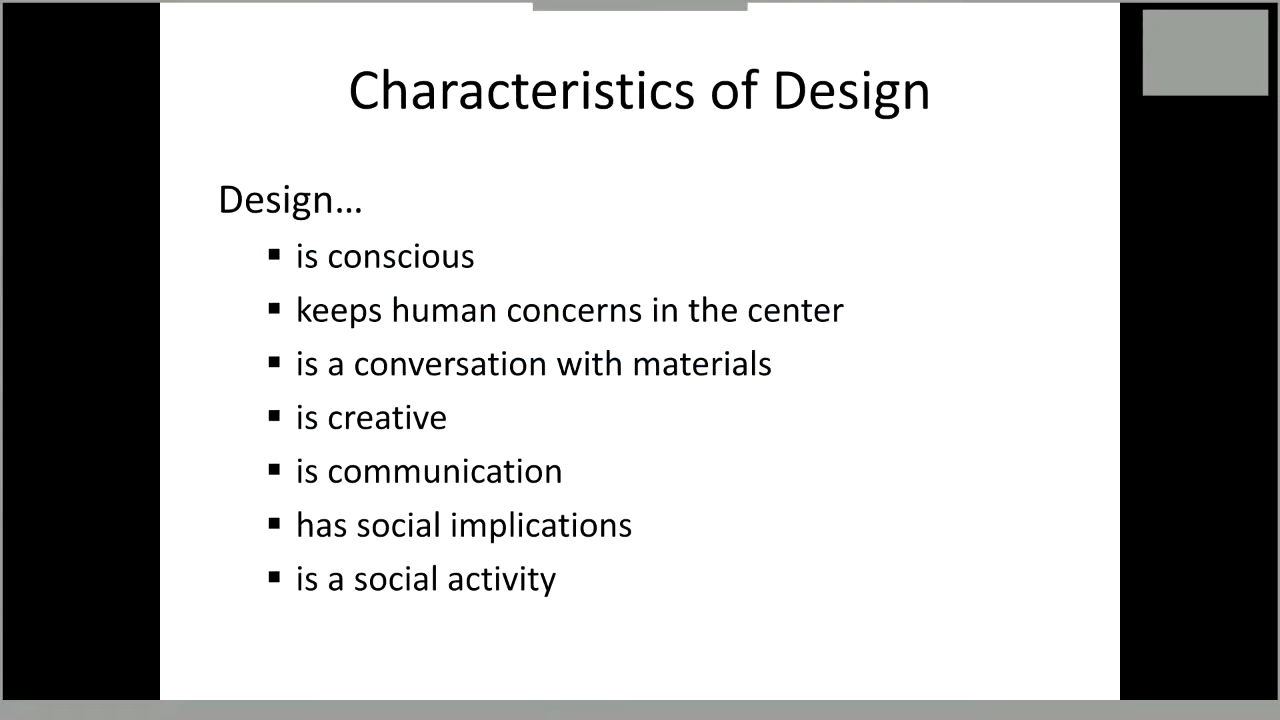 Characteristics of Design
Design...
▪ is conscious
▪ keeps human concerns in the center
▪ is a conversation with materials
▪ is creative
▪ is communication
▪ has social implications
▪ is a social activity